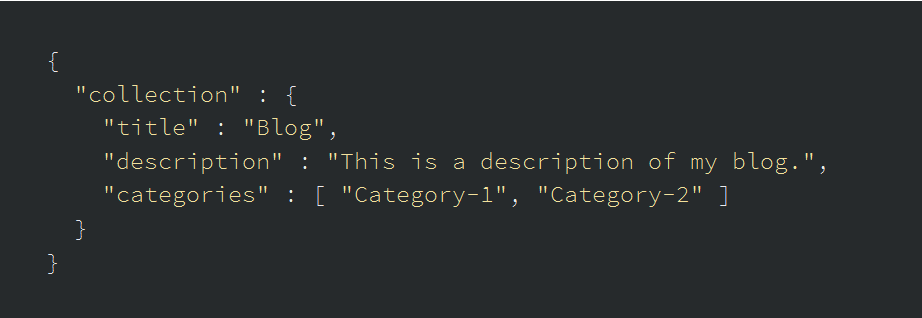 {
"collection" : {
"title" : "Blog",
"description" : "This is a description of my blog.",
"categories" : [ "Category-1", "Category-2" ]
}
}